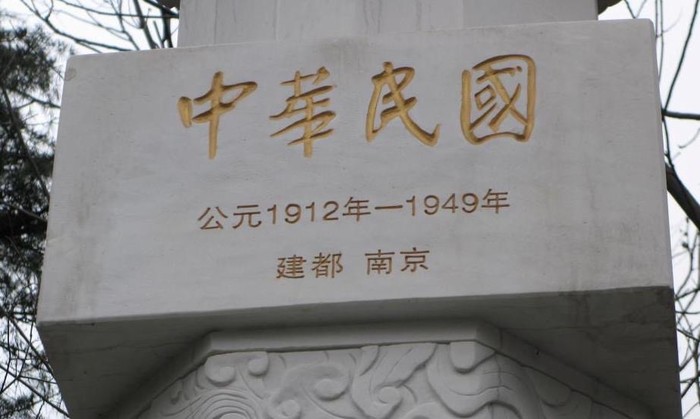 中華民國
公元1912年—1949年
建都 南京